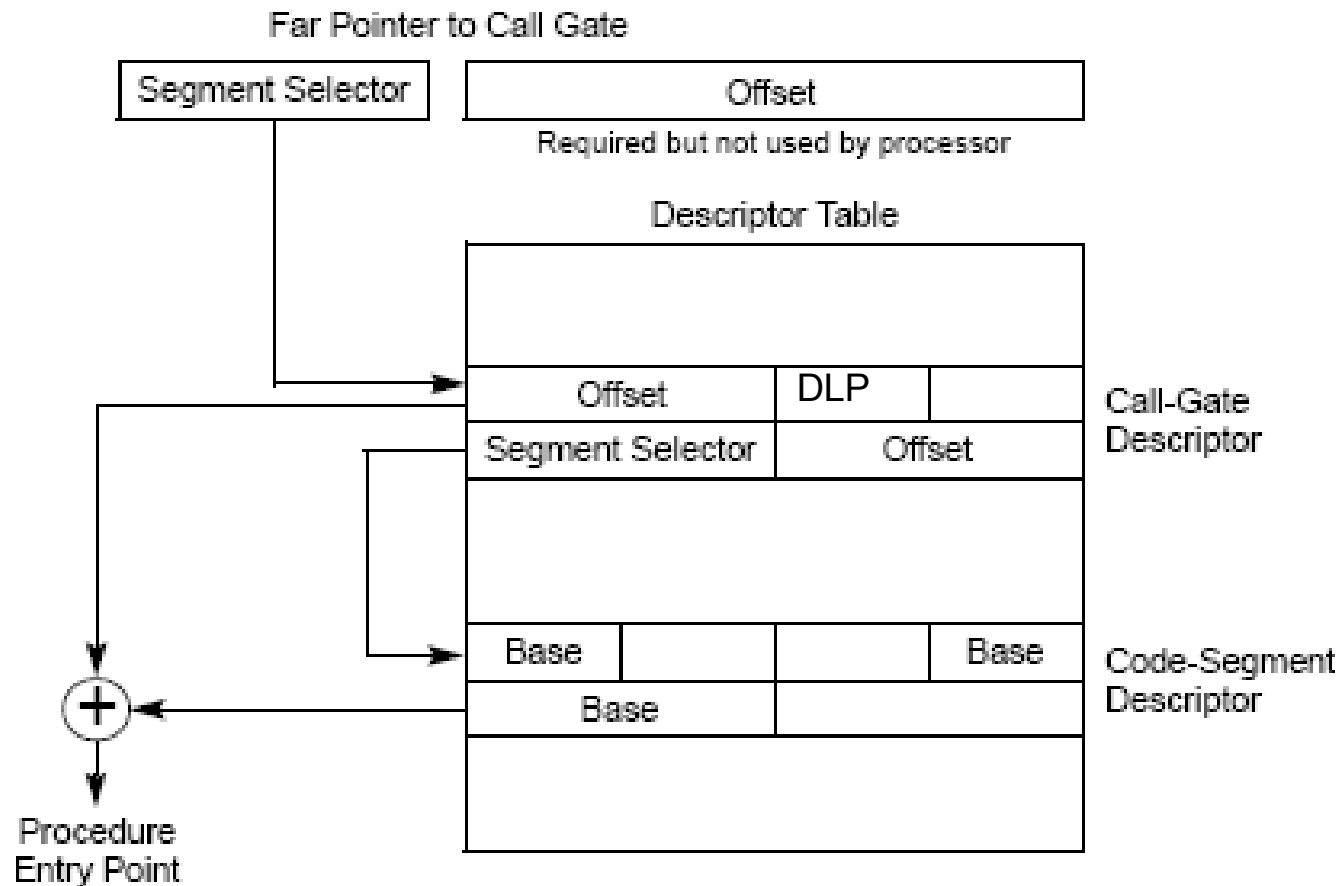 Far Pointer to Call Gate
Segment Selector
Offset
Required but not used by processor
Descriptor Table
Offset
DLP
Segment Selector
Offset
Call-Gate
Descriptor
Base
Base
Base
Code-Segment
Descriptor
+
Procedure
Entry Point